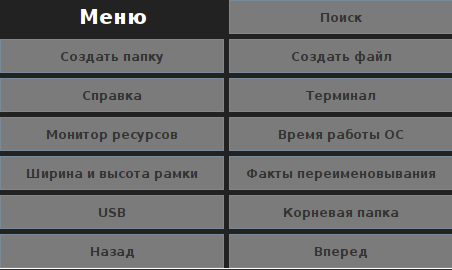 Меню
Поиск
Создать папку
Создать файл
Справка
Терминал
Монитор ресурсов
Время работы ОС
Ширина и высота рамки
Факты переименовывания
USB
Корневая папка
Назад
Вперед